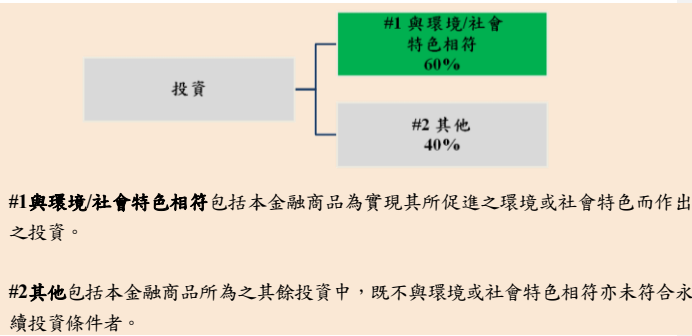 #1 與環境/社會
特色相符
60%
投資
#2 其他
40%
#1與環境/社會特色相符包括本金融商品為實現其所促進之環境或社會特色而作出
之投資。
#2其他包括本金融商品所為之其餘投資中，既不與環境或社會特色相符亦未符合永
續投資條件者。